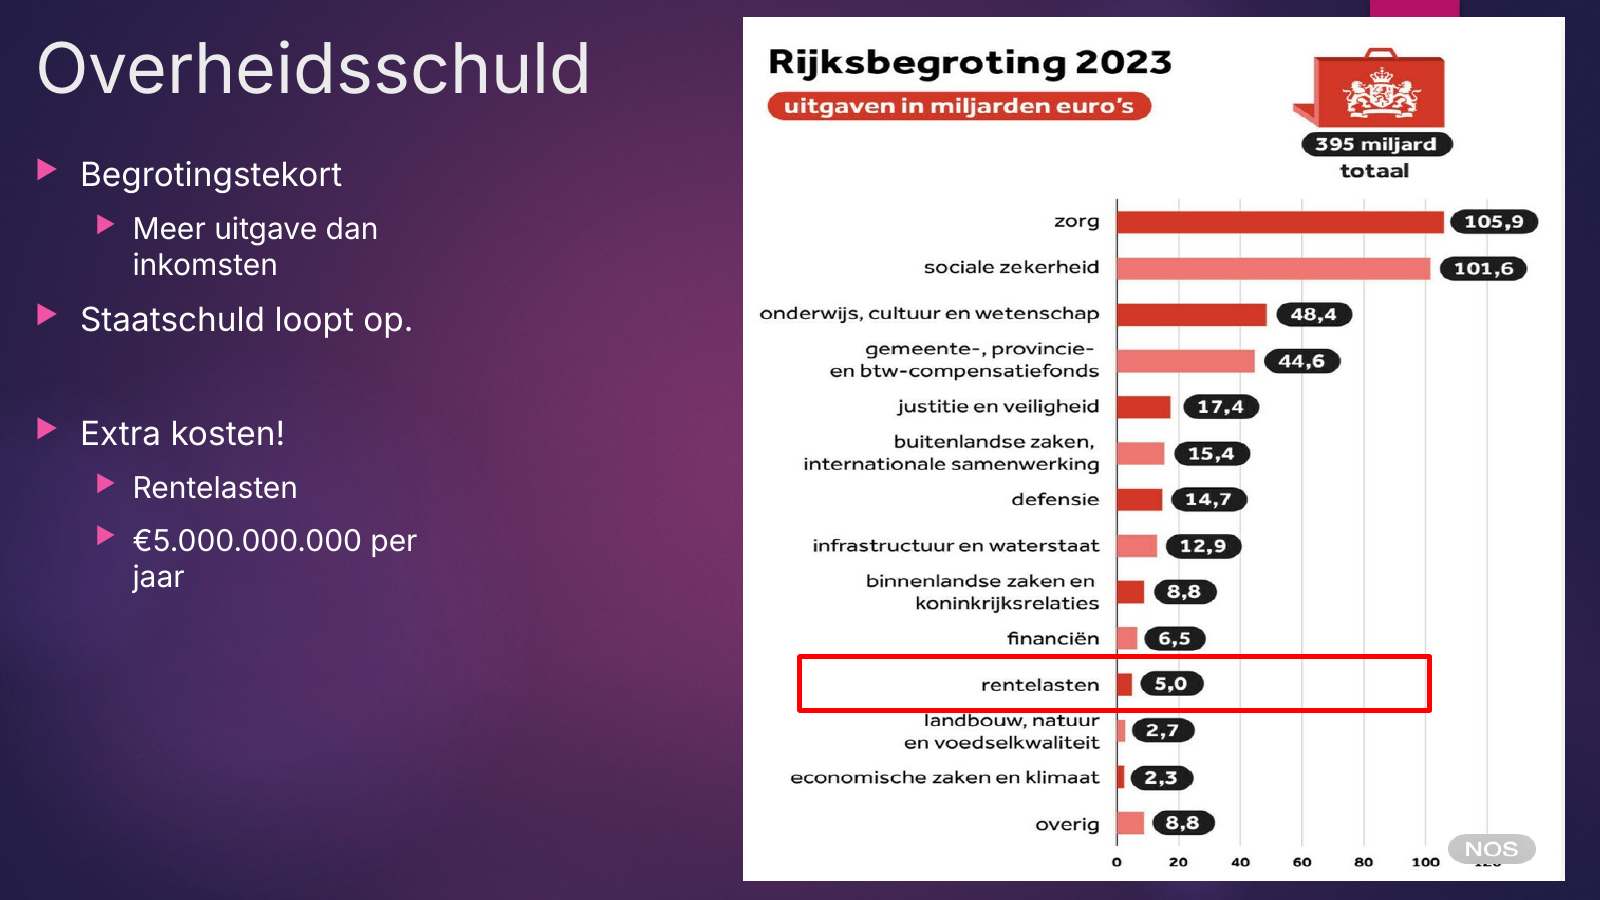 Overheidsschuld
Begrotingstekort
Meer uitgave dan
inkomsten
Staatschuld loopt op.
Extra kosten!
Rentelasten
€5.000.000.000 per
jaar
Rijksbegroting 2023
uitgaven in miljarden euro's
395 miljard
totaal
zorg 105,9
sociale zekerheid 101,6
onderwijs, cultuur en wetenschap 48,4
gemeente-, provincie-
en btw-compensatiefonds 44,6
justitie en veiligheid 17,4
buitenlandse zaken,
internationale samenwerking 15,4
defensie 14,7
infrastructuur en waterstaat 12,9
binnenlandse zaken en
koninkrijksrelaties 8,8
financiën 6,5
rentelasten 5,0
landbouw, natuur
en voedselkwaliteit 2,7
economische zaken en klimaat 2,3
overig 8,8
0 20 40 60 80 100 120
NOS